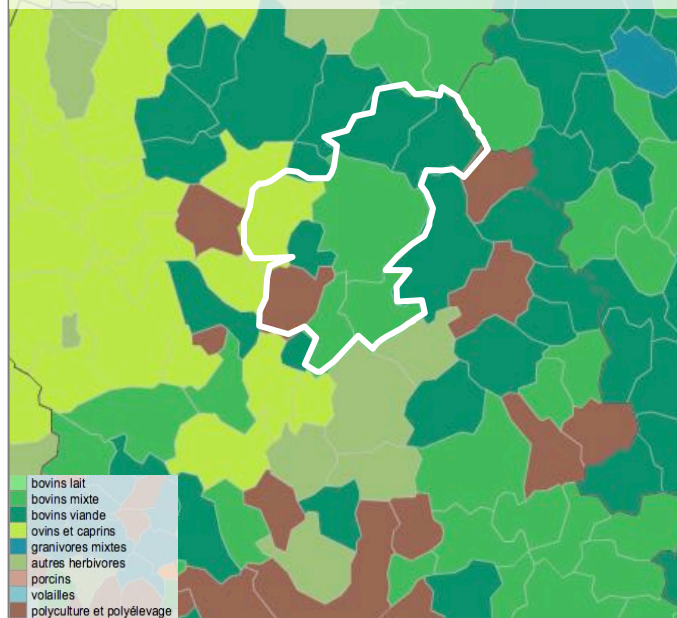 bovins lait
bovins mixte
bovins viande
ovins et caprins
granivores mixtes
autres herbivores
porcins
volailles
polyculture et polyélevage